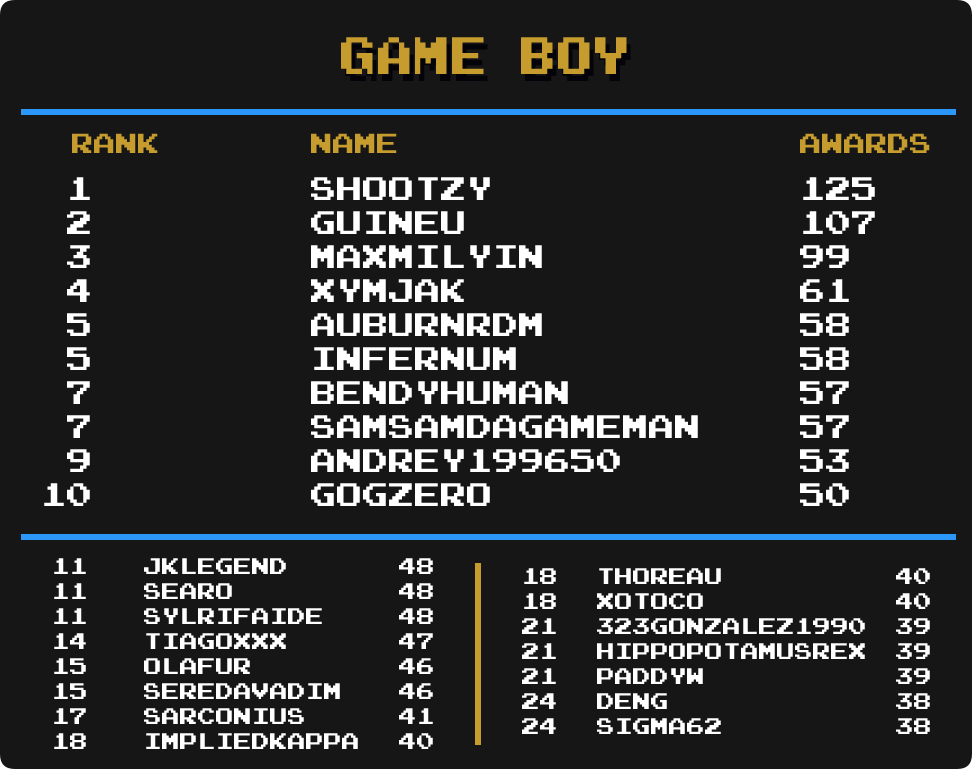 GAME BOY
RANK NAME AWARDS
1 SHOOTZY 125
2 GUINEU 107
3 MAXMILYIN 99
4 XYMJAK 61
5 AUBURNRDM 58
5 INFERNUM 58
7 BENDYHUMAN 57
7 SAMSAMDAGAMEMAN 57
9 ANDREY199650 53
10 GOGZERO 50
11 JKLEGEND 48
11 SEARO 48
11 SYLRIFAIDE 48
14 TIAGOXXX 47
15 OLAFUR 46
15 SEREDAVADIM 46
17 SARCONIUS 41
18 IMPLIEDKAPPA 40
18 THOREAU 40
18 XOTOCO 40
21 323GONZALEZ1990 39
21 HIPPOPOTAMUSREX 39
21 PADDYW 39
24 DENG 38
24 SIGMA62 38